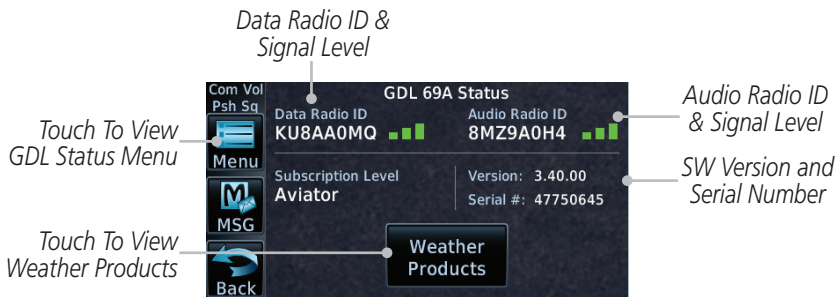 Data Radio ID &
Signal Level
Com Vol
Psh Sq
GDL 69A Status
Data Radio ID
Audio Radio ID
KU8AA0MQ
8MZ9A0H4
Audio Radio ID
& Signal Level
Touch To View
GDL Status Menu
Menu
Subscription Level
Aviator
Version: 3.40.00
Serial #: 47750645
SW Version and
Serial Number
MSG
Touch To View
Weather Products
Weather
Products
Back